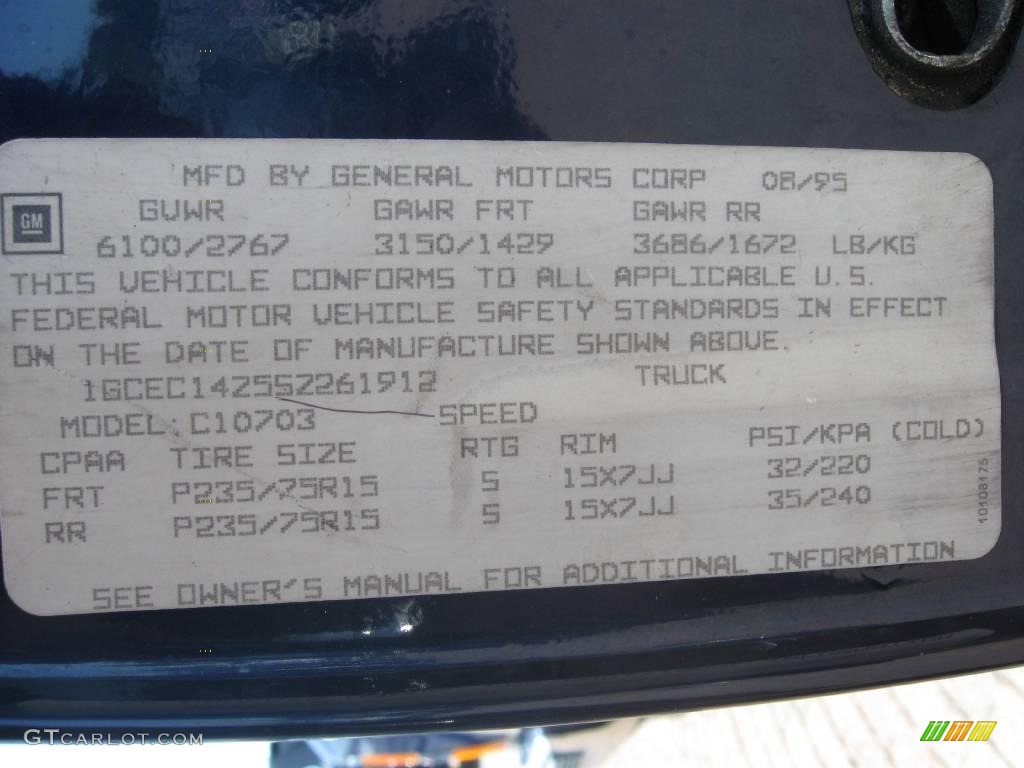 MFD BY GENERAL MOTORS CORP 08/95
GM
GVWR GAWR FRT GAWR RR
6100/2767 3150/1429 3686/1672 LB/KG
THIS VEHICLE CONFORMS TO ALL APPLICABLE U.S.
FEDERAL MOTOR VEHICLE SAFETY STANDARDS IN EFFECT
ON THE DATE OF MANUFACTURE SHOWN ABOVE.
1GCEC14Z5SZ261912 TRUCK
MODEL: C10703 SPEED
CPAA TIRE SIZE RTG RIM PSI/KPA (COLD)
FRT P235/75R15 S 15X7JJ 32/220
RR P235/75R15 S 15X7JJ 35/240
SEE OWNER'S MANUAL FOR ADDITIONAL INFORMATION
10108175
GTCARLOT.COM